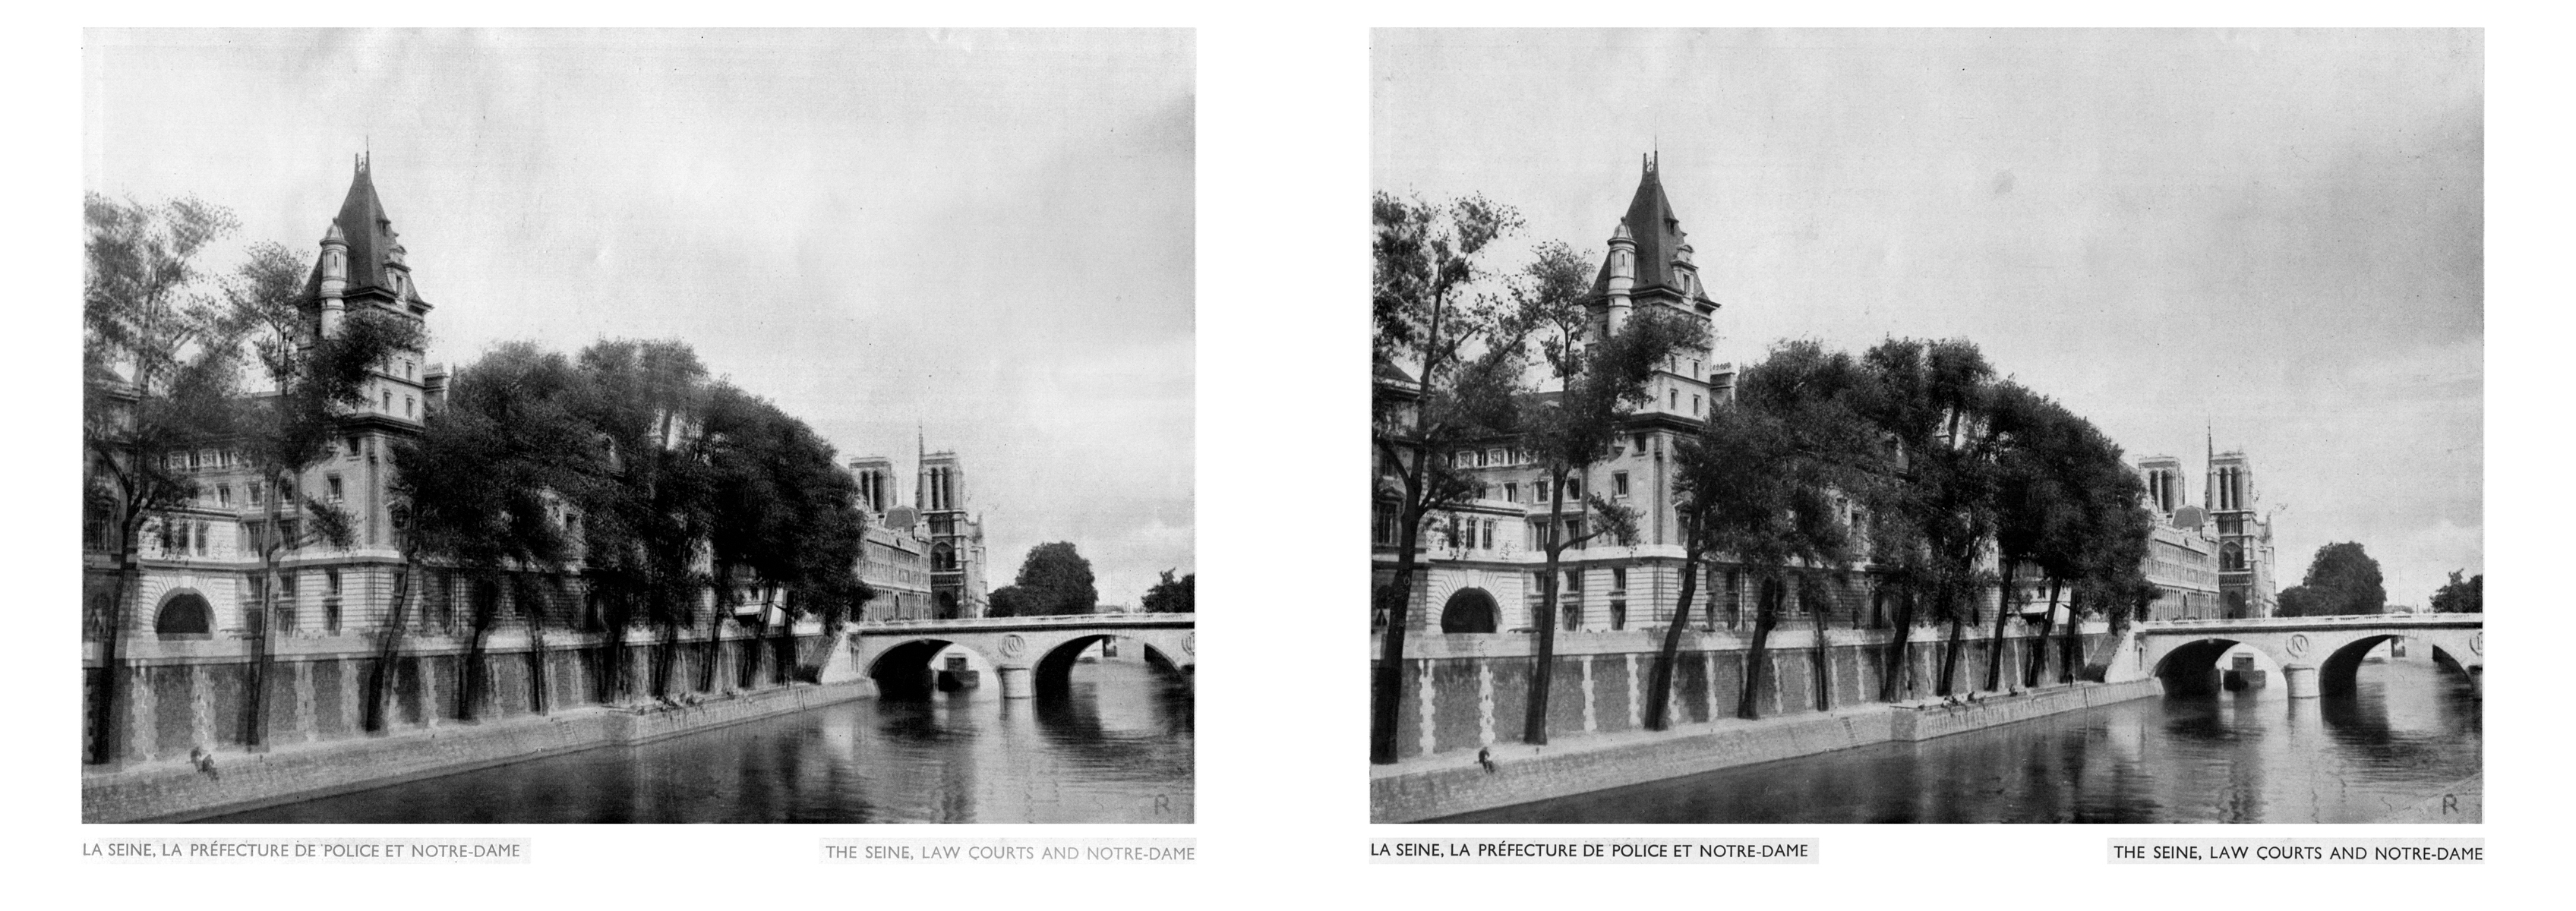 LA SEINE, LA PRÉFECTURE DE POLICE ET NOTRE-DAME
THE SEINE, LAW COURTS AND NOTRE-DAME
R
LA SEINE, LA PRÉFECTURE DE POLICE ET NOTRE-DAME
THE SEINE, LAW COURTS AND NOTRE-DAME
R
N
N